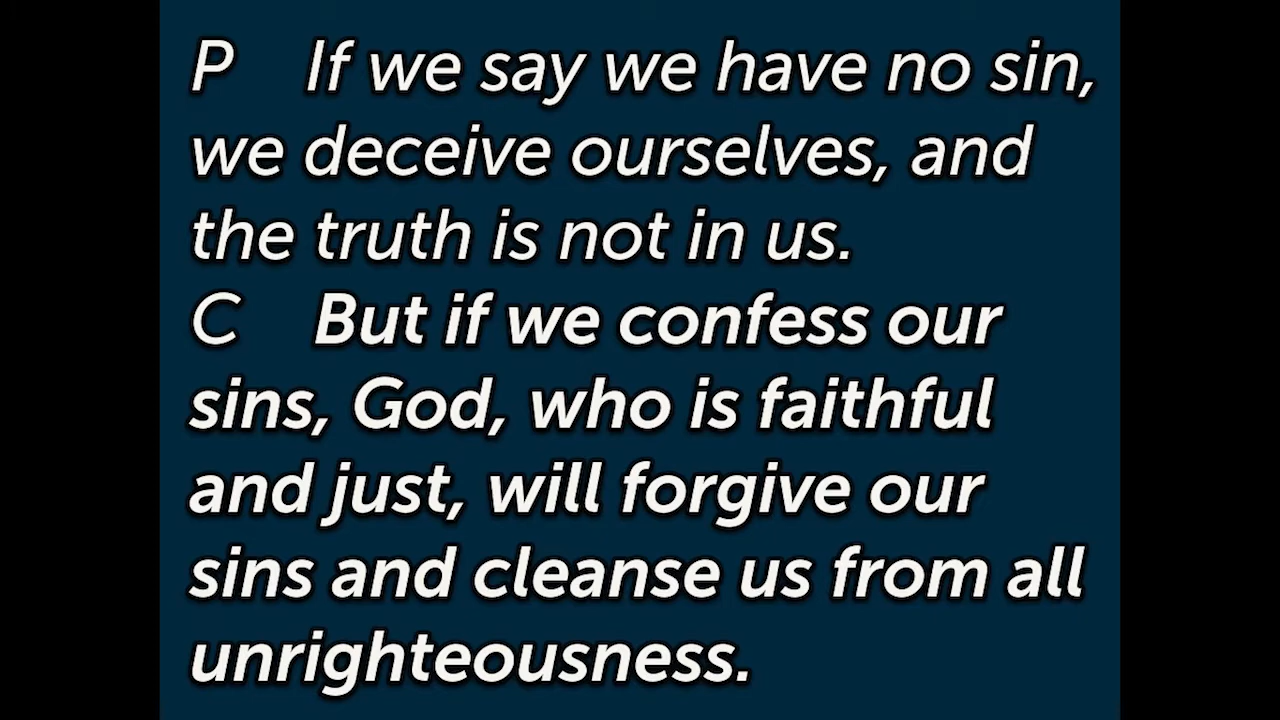 P If we say we have no sin,
we deceive ourselves, and
the truth is not in us.
C But if we confess our
sins, God, who is faithful
and just, will forgive our
sins and cleanse us from all
unrighteousness.